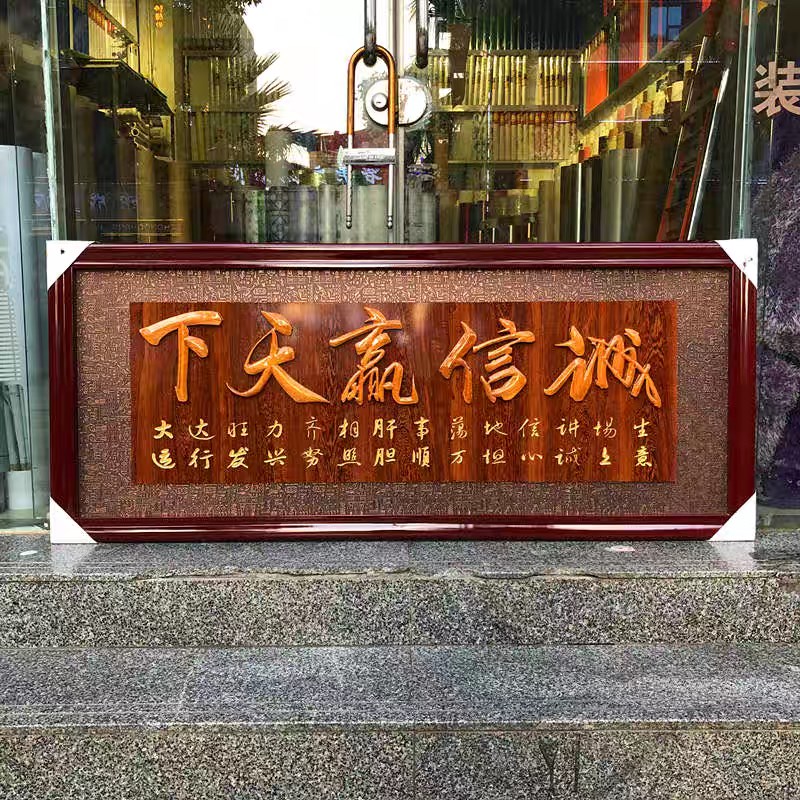 诚信赢天下
生意场上讲诚信心地坦荡万事順肝胆相照齐努力兴旺发达行大运
装